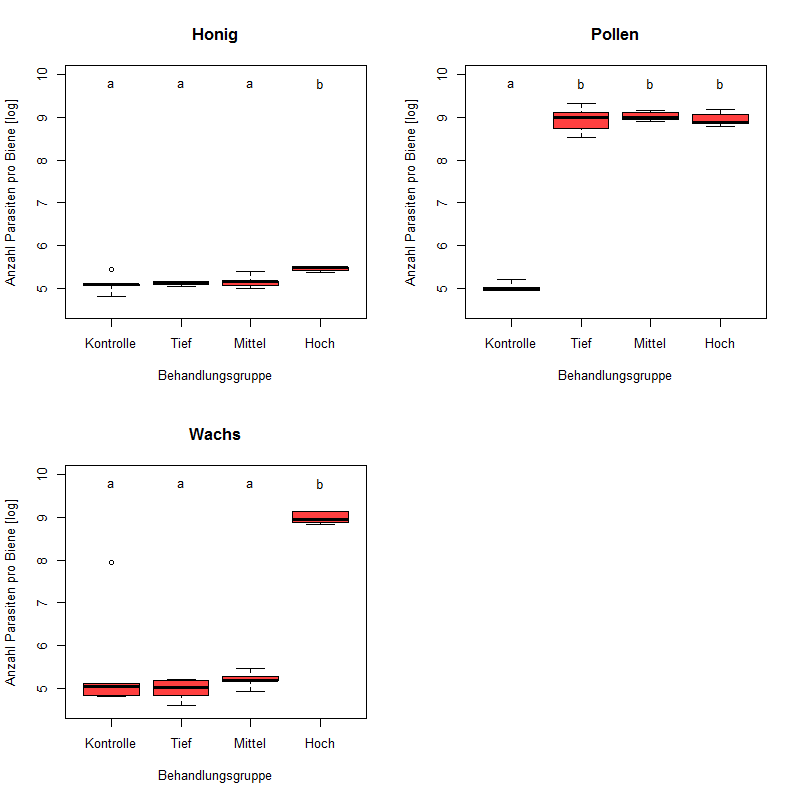 Honig
Anzahl Parasiten pro Biene [log]
10
9
8
7
6
5
a a a b
Kontrolle Tief Mittel Hoch
Behandlungsgruppe
Pollen
Anzahl Parasiten pro Biene [log]
10
9
8
7
6
5
a b b b
Kontrolle Tief Mittel Hoch
Behandlungsgruppe
Wachs
Anzahl Parasiten pro Biene [log]
10
9
8
7
6
5
a a a b
Kontrolle Tief Mittel Hoch
Behandlungsgruppe